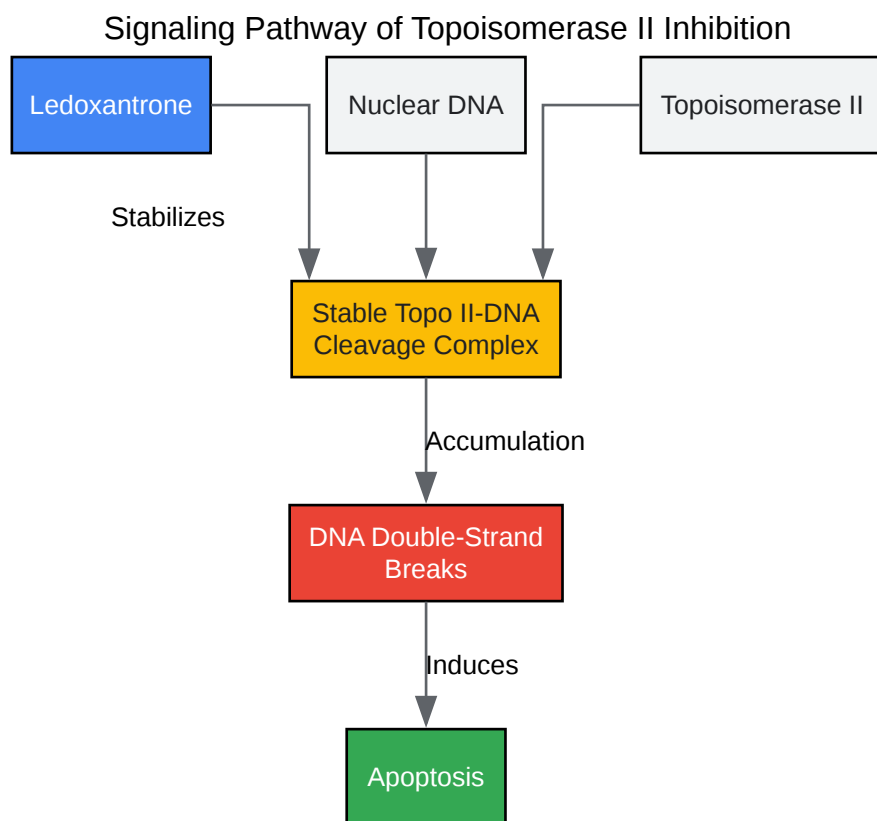 Signaling Pathway of Topoisomerase II Inhibition
Ledoxantrone
Nuclear DNA
Topoisomerase II
Stabilizes
Stable Topo II-DNA
Cleavage Complex
Accumulation
DNA Double-Strand
Breaks
Induces
Apoptosis